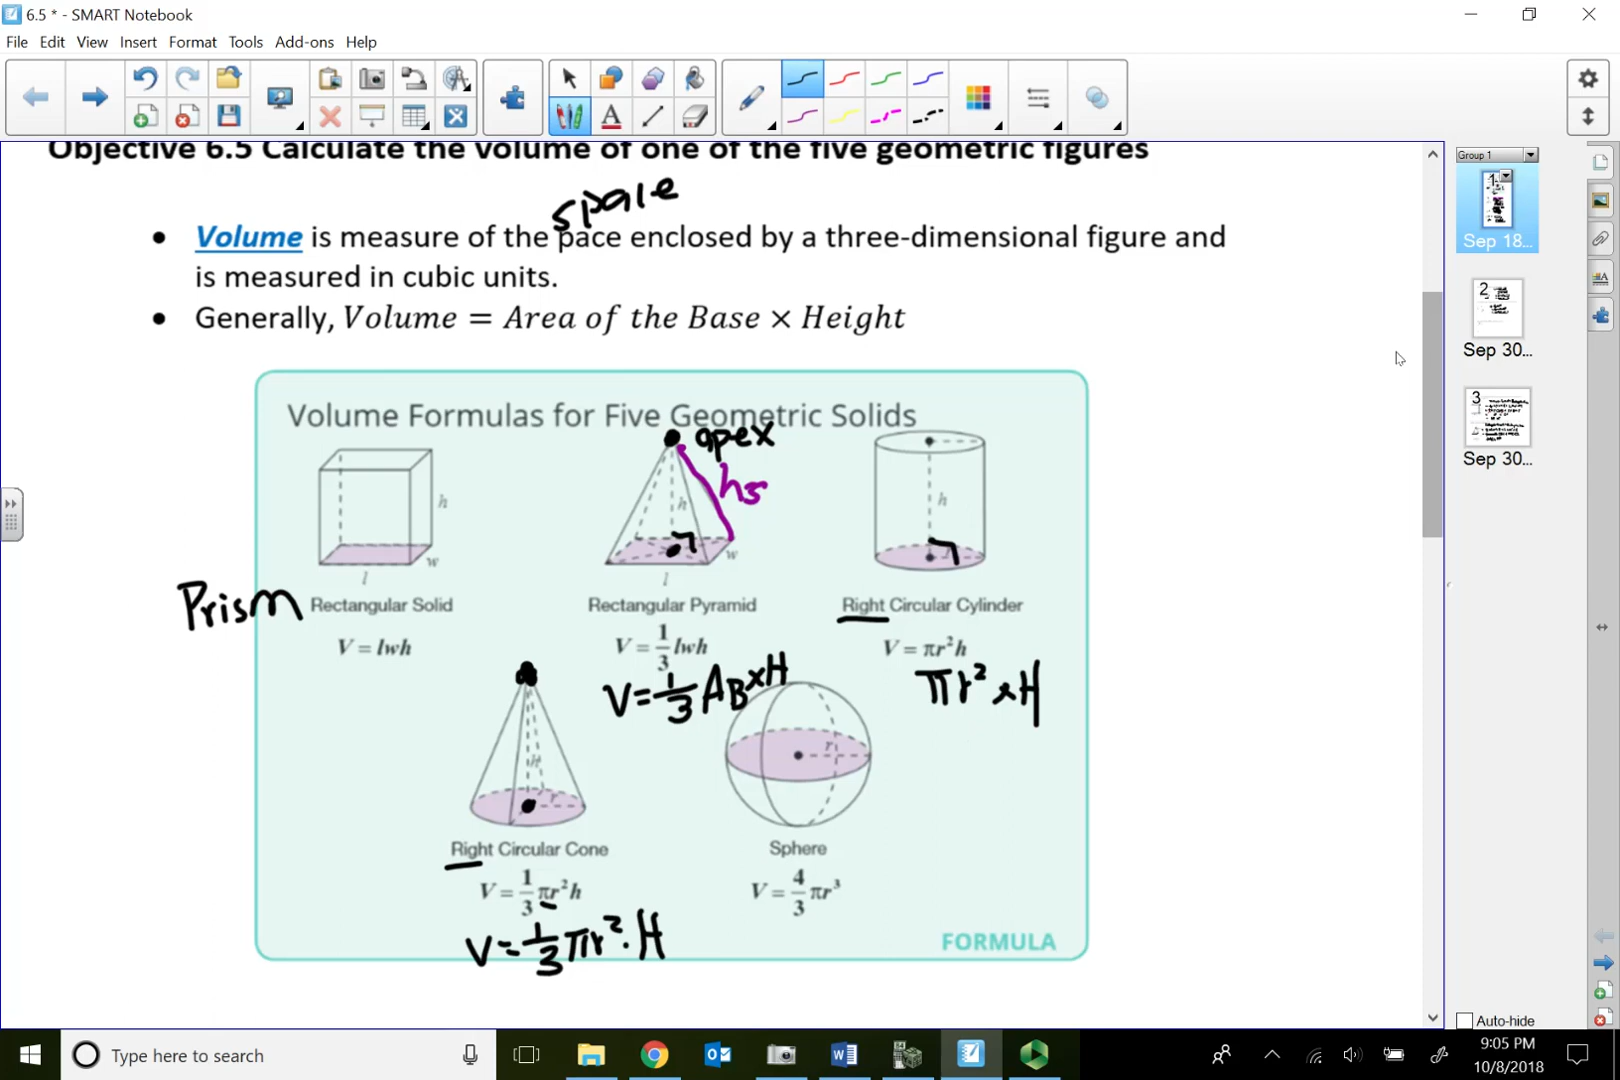 6.5 * - SMART Notebook
File Edit View Insert Format Tools Add-ons Help
Objective 6.5 Calculate the volume of one of the five geometric figures
space
• Volume is measure of the pace enclosed by a three-dimensional figure and
is measured in cubic units.
• Generally, Volume = Area of the Base × Height
Volume Formulas for Five Geometric Solids
apex
hs
h
w
l
h
w
l
h
Prism
Rectangular Solid
V = lwh
Rectangular Pyramid
V = 1/3 lwh
V = 1/3 AB × H
Right Circular Cylinder
V = πr²h
πr² × H
h
r
Right Circular Cone
V = 1/3 πr²h
V = 1/3 πr² · H
r
Sphere
V = 4/3 πr³
FORMULA
Group 1
1
Sep 18...
2
Sep 30...
3
Sep 30...
Auto-hide
Type here to search
9:05 PM
10/8/2018